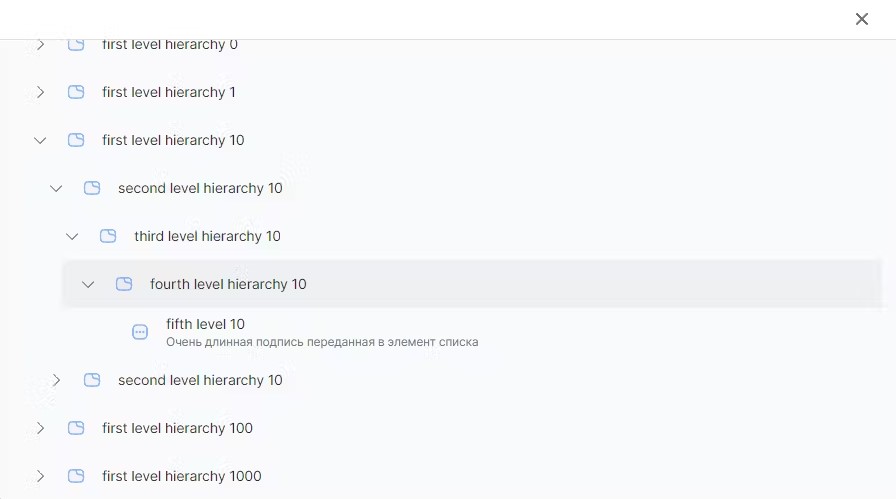 first level hierarchy 0
first level hierarchy 1
first level hierarchy 10
second level hierarchy 10
third level hierarchy 10
fourth level hierarchy 10
fifth level 10
Очень длинная подпись переданная в элемент списка
second level hierarchy 10
first level hierarchy 100
first level hierarchy 1000